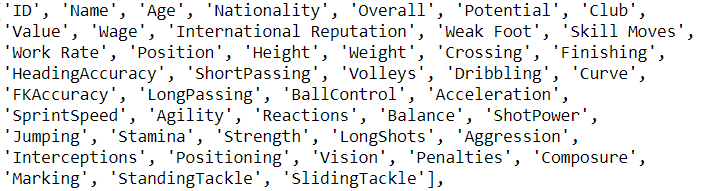 'ID', 'Name', 'Age', 'Nationality', 'Overall', 'Potential', 'Club',
'Value', 'Wage', 'International Reputation', 'Weak Foot', 'Skill Moves',
'Work Rate', 'Position', 'Height', 'Weight', 'Crossing', 'Finishing',
'HeadingAccuracy', 'ShortPassing', 'Volleys', 'Dribbling', 'Curve',
'FKAccuracy', 'LongPassing', 'BallControl', 'Acceleration',
'SprintSpeed', 'Agility', 'Reactions', 'Balance', 'ShotPower',
'Jumping', 'Stamina', 'Strength', 'LongShots', 'Aggression',
'Interceptions', 'Positioning', 'Vision', 'Penalties', 'Composure',
'Marking', 'StandingTackle', 'SlidingTackle'],